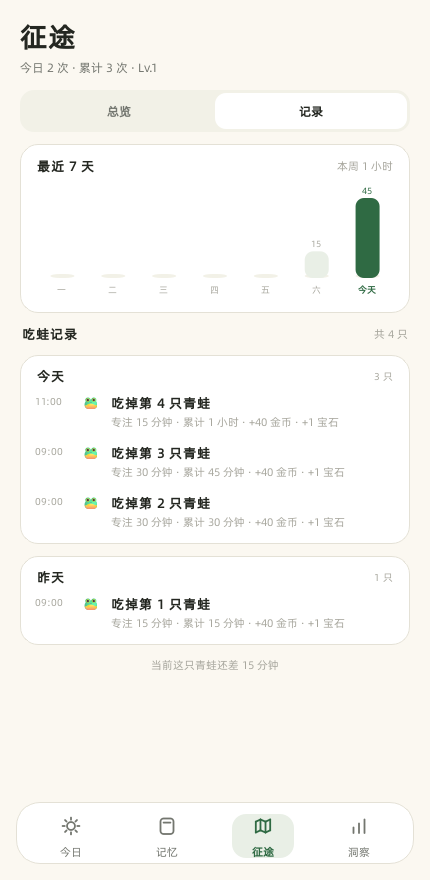 征途
今日 2 次 · 累计 3 次 · Lv.1
总览
记录
最近 7 天
本周 1 小时
45
15
一 二 三 四 五 六 今天
吃蛙记录
共 4 只
今天
3 只
11:00
吃掉第 4 只青蛙
专注 15 分钟 · 累计 1 小时 · +40 金币 · +1 宝石
09:00
吃掉第 3 只青蛙
专注 30 分钟 · 累计 45 分钟 · +40 金币 · +1 宝石
09:00
吃掉第 2 只青蛙
专注 30 分钟 · 累计 30 分钟 · +40 金币 · +1 宝石
昨天
1 只
09:00
吃掉第 1 只青蛙
专注 15 分钟 · 累计 15 分钟 · +40 金币 · +1 宝石
当前这只青蛙还差 15 分钟
今日
记忆
征途
洞察